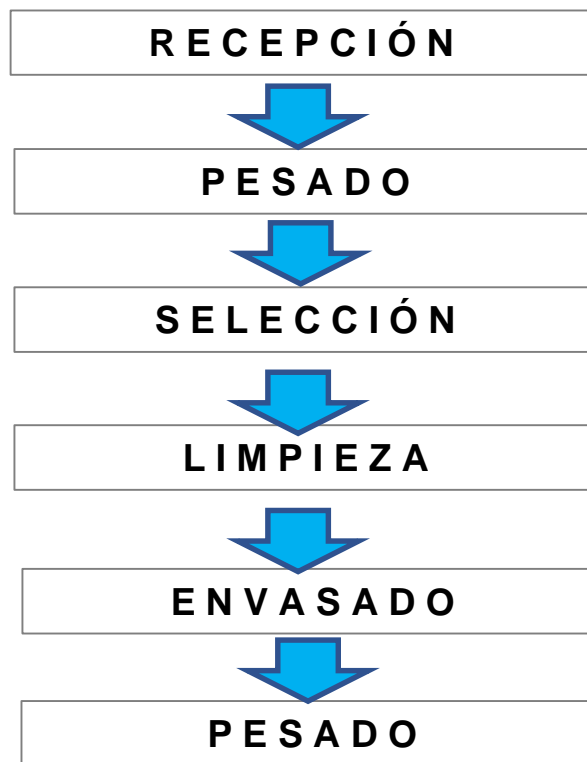 RECEPCIÓN
PESADO
SELECCIÓN
LIMPIEZA
ENVASADO
PESADO